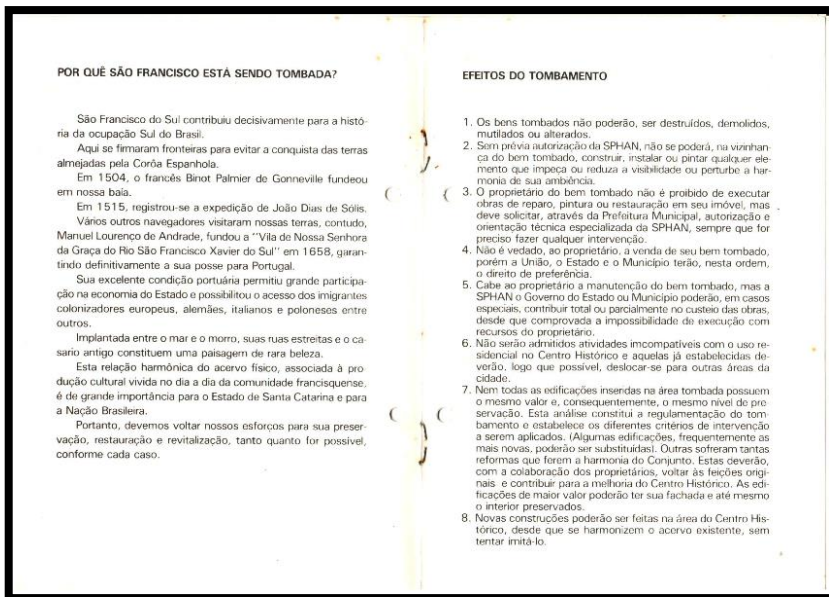 POR QUÊ SÃO FRANCISCO ESTÁ SENDO TOMBADA?
São Francisco do Sul contribuiu decisivamente para a histó-
ria da ocupação Sul do Brasil.
Aqui se firmaram fronteiras para evitar a conquista das terras
almejadas pela Corôa Espanhola.
Em 1504, o francês Binot Palmier de Gonneville fundeou
em nossa baía.
Em 1515, registrou-se a expedição de João Dias de Sólis.
Vários outros navegadores visitaram nossas terras, contudo,
Manuel Lourenço de Andrade, fundou a "Vila de Nossa Senhora
da Graça do Rio São Francisco Xavier do Sul" em 1658, garan-
tindo definitivamente a sua posse para Portugal.
Sua excelente condição portuária permitiu grande participa-
ção na economia do Estado e possibilitou o acesso dos imigrantes
colonizadores europeus, alemães, italianos e poloneses entre
outros.
Implantada entre o mar e o morro, suas ruas estreitas e o ca-
sario antigo constituem uma paisagem de rara beleza.
Esta relação harmônica do acervo físico, associada à pro-
dução cultural vivida no dia a dia da comunidade francisquense,
é de grande importância para o Estado de Santa Catarina e para
a Nação Brasileira.
Portanto, devemos voltar nossos esforços para sua preser-
vação, restauração e revitalização, tanto quanto for possível,
conforme cada caso.
EFEITOS DO TOMBAMENTO
1. Os bens tombados não poderão, ser destruídos, demolidos,
mutilados ou alterados.
2. Sem prévia autorização da SPHAN, não se poderá, na vizinhan-
ça do bem tombado, construir, instalar ou pintar qualquer ele-
mento que impeça ou reduza a visibilidade ou perturbe a har-
monia de sua ambiência.
3. O proprietário do bem tombado não é proibido de executar
obras de reparo, pintura ou restauração em seu imóvel, mas
deve solicitar, através da Prefeitura Municipal, autorização e
orientação técnica especializada da SPHAN, sempre que for
preciso fazer qualquer intervenção.
4. Não é vedado, ao proprietário, a venda de seu bem tombado,
porém a União, o Estado e o Município terão, nesta ordem,
o direito de preferência.
5. Cabe ao proprietário a manutenção do bem tombado, mas a
SPHAN o Governo do Estado ou Município poderão, em casos
especiais, contribuir total ou parcialmente no custeio das obras,
desde que comprovada a impossibilidade de execução com
recursos do proprietário.
6. Não serão admitidos atividades imcompatíveis com o uso re-
sidencial no Centro Histórico e aquelas já estabelecidas de-
verão, logo que possível, deslocar-se para outras áreas da
cidade.
7. Nem todas as edificações inseridas na área tombada possuem
o mesmo valor e, consequentemente, o mesmo nível de pre-
servação. Esta análise constitui a regulamentação do tom-
bamento e estabelece os diferentes critérios de intervenção
a serem aplicados. (Algumas edificações, frequentemente as
mais novas, poderão ser substituidas). Outras sofreram tantas
reformas que ferem a harmonia do Conjunto. Estas deverão,
com a colaboração dos proprietários, voltar às feições origi-
nais e contribuir para a melhoria do Centro Histórico. As edi-
ficações de maior valor poderão ter sua fachada e até mesmo
o interior preservados.
8. Novas construções poderão ser feitas na área do Centro His-
tórico, desde que se harmonizem o acervo existente, sem
tentar imitá-lo.